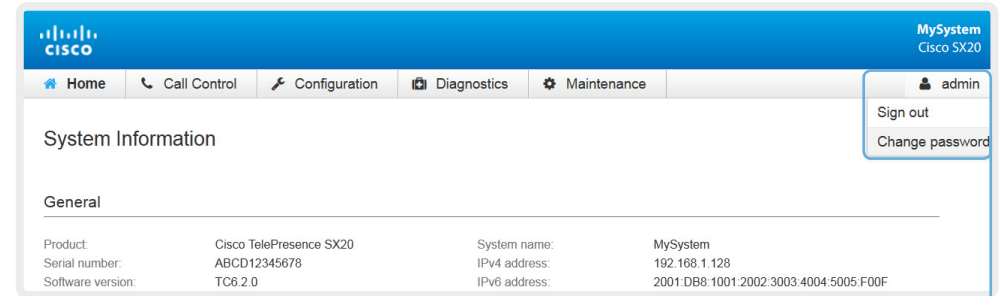 CISCO
MySystem
Cisco SX20
Home Call Control Configuration Diagnostics Maintenance admin
Sign out
Change password
System Information
General
Product: Cisco TelePresence SX20 System name: MySystem
Serial number: ABCD12345678 IPv4 address: 192.168.1.128
Software version: TC6.2.0 IPv6 address: 2001:DB8:1001:2002:3003:4004:5005:F00F